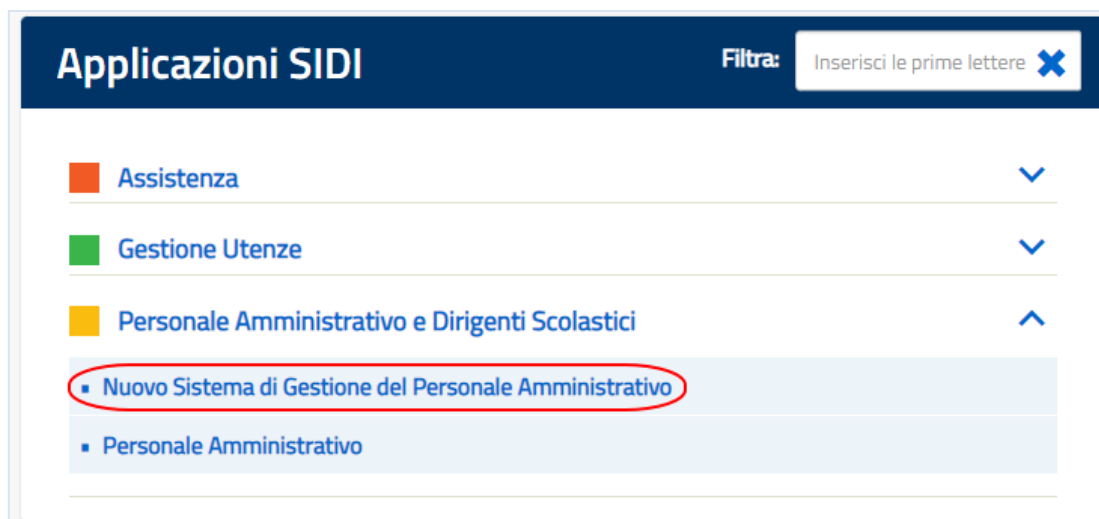 Applicazioni SIDI
Filtra: Inserisci le prime lettere
Assistenza
Gestione Utenze
Personale Amministrativo e Dirigenti Scolastici
Nuovo Sistema di Gestione del Personale Amministrativo
Personale Amministrativo